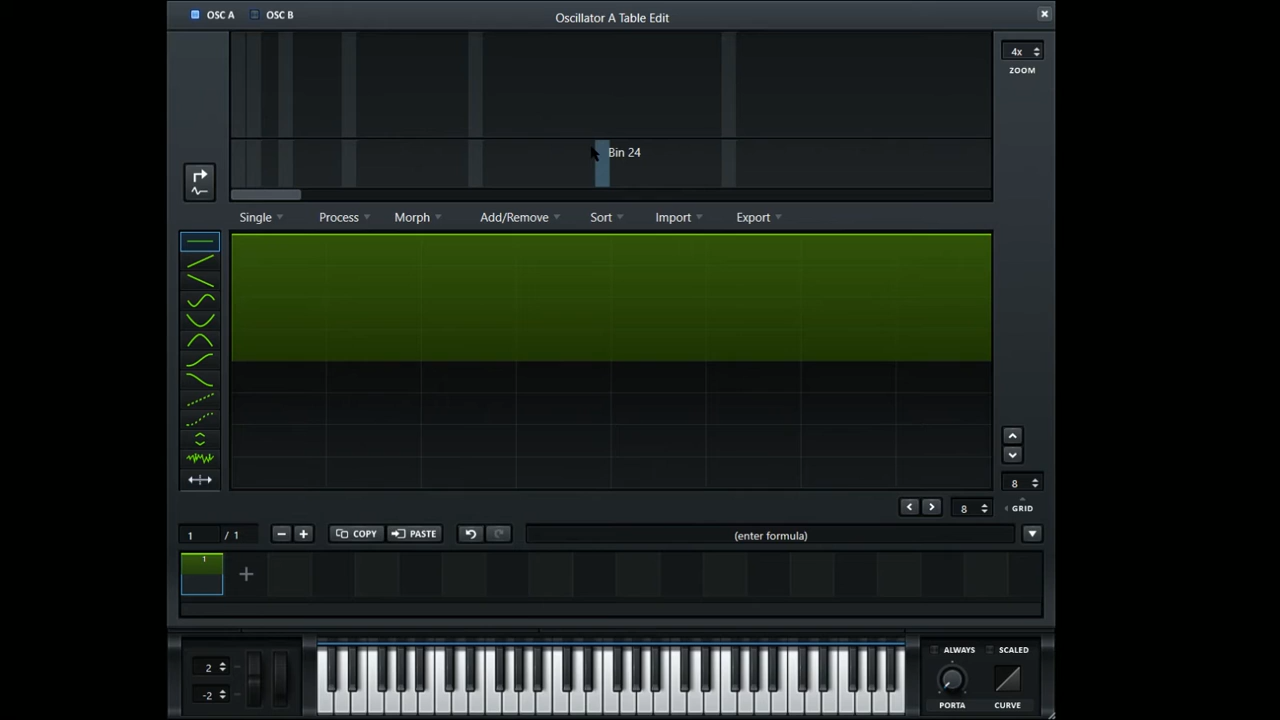 OSC A OSC B Oscillator A Table Edit
4x
ZOOM
Bin 24
Single Process Morph Add/Remove Sort Import Export
8
8 GRID
1 / 1 COPY PASTE (enter formula)
1
ALWAYS SCALED
2
-2
PORTA CURVE